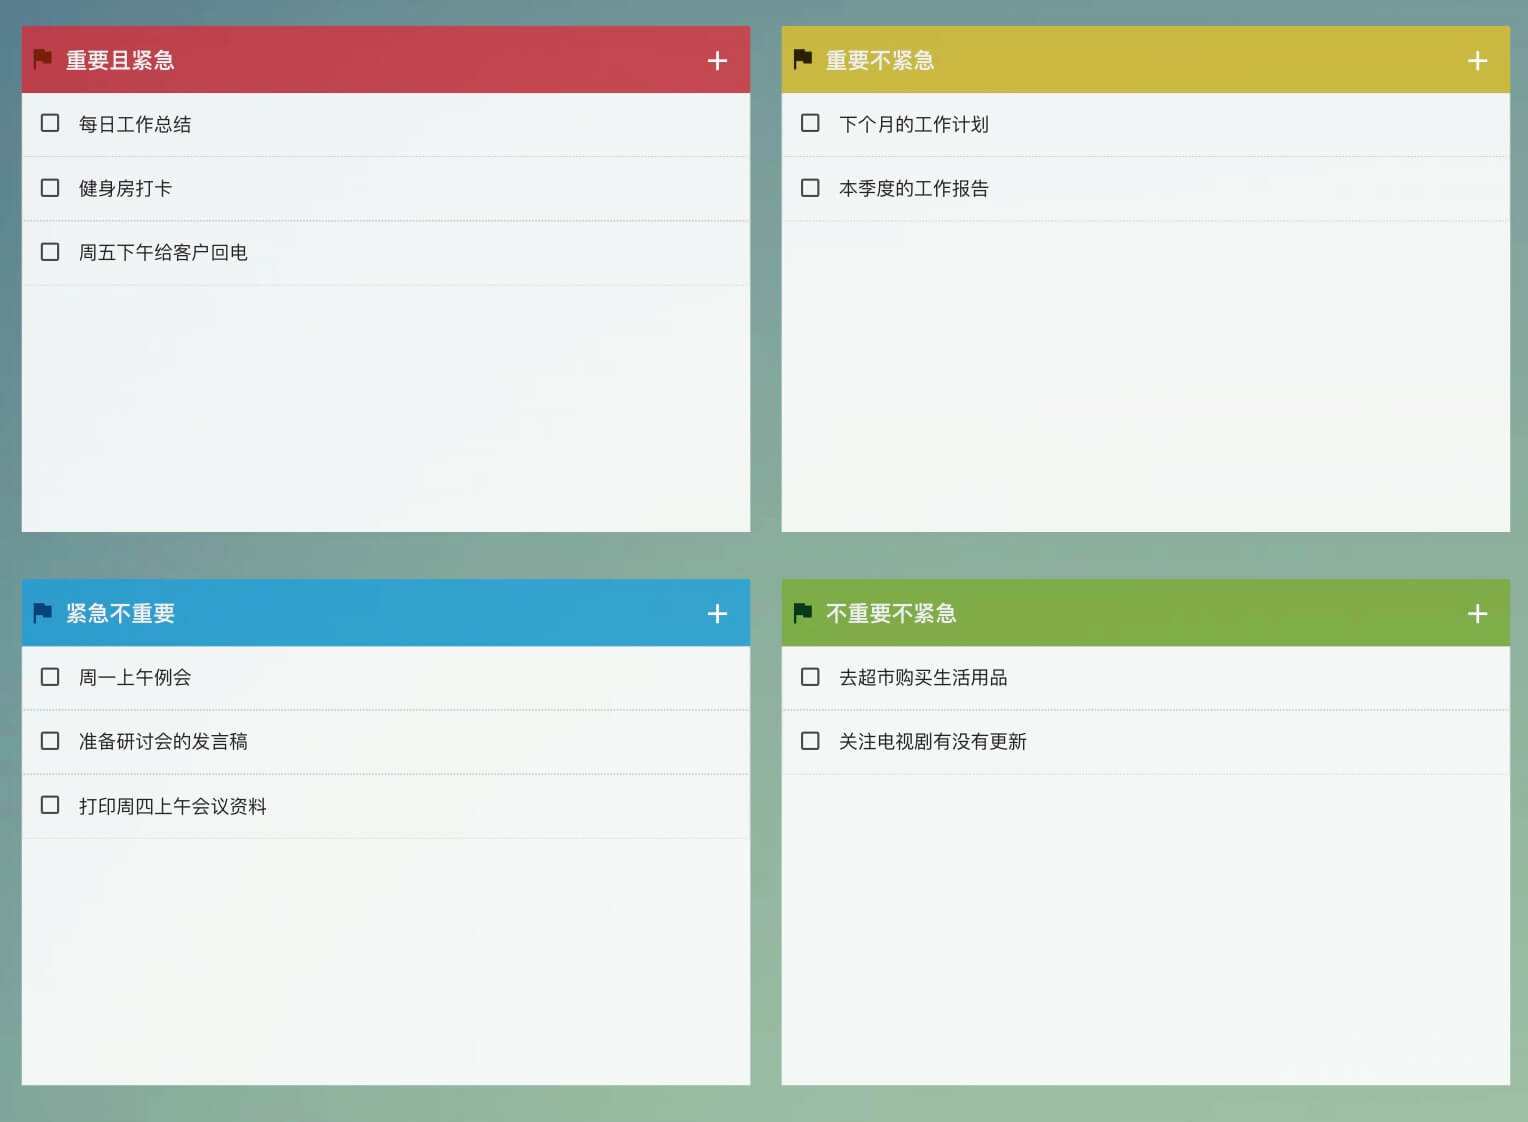 重要且紧急
每日工作总结
健身房打卡
周五下午给客户回电
重要不紧急
下个月的工作计划
本季度的工作报告
紧急不重要
周一上午例会
准备研讨会的发言稿
打印周四上午会议资料
不重要不紧急
去超市购买生活用品
关注电视剧有没有更新